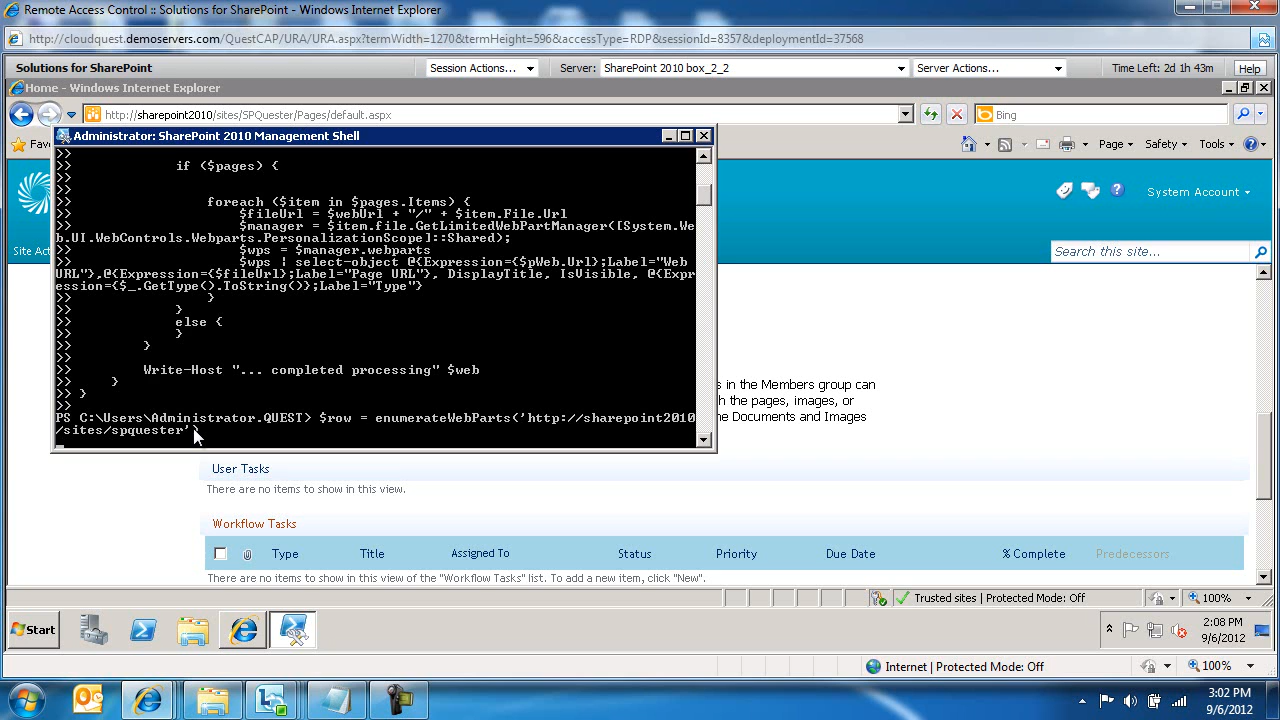 Remote Access Control :: Solutions for SharePoint - Windows Internet Explorer
http://cloudquest.demoservers.com/QuestCAP/URA/URA.aspx?termWidth=1270&termHeight=596&accessType=RDP&sessionId=8357&deploymentId=37568
Solutions for SharePoint
Session Actions...
Server:
SharePoint 2010 box_2_2
Server Actions...
Time Left: 2d 1h 43m
Help
Home - Windows Internet Explorer
http://sharepoint2010/sites/SPQuester/Pages/default.aspx
Bing
Fav
Page
Safety
Tools
Administrator: SharePoint 2010 Management Shell
>>
>> if ($pages) {
>>
>>
>> foreach ($item in $pages.Items) {
>> $fileUrl = $webUrl + "/" + $item.File.Url
>> $manager = $item.file.GetLimitedWebPartManager([System.We
b.UI.WebControls.Webparts.PersonalizationScope]::Shared);
>> $wps = $manager.webparts
>> $wps | select-object @{Expression={$pWeb.Url};Label="Web
URL"},@{Expression={$fileUrl};Label="Page URL"}, DisplayTitle, IsVisible, @{Expr
ession={$_.GetType().ToString()};Label="Type"}
>> }
>> }
>> else {
>> }
>> }
>>
>> Write-Host "... completed processing" $web
>> }
>> }
>>
PS C:\Users\Administrator.QUEST> $row = enumerateWebParts('http://sharepoint2010
/sites/spquester')
System Account
Site Act
Search this site...
s in the Members group can
h the pages, images, or
e the Documents and Images
User Tasks
There are no items to show in this view.
Workflow Tasks
Type
Title
Assigned To
Status
Priority
Due Date
% Complete
Predecessors
There are no items to show in this view of the "Workflow Tasks" list. To add a new item, click "New".
Trusted sites | Protected Mode: Off
100%
Start
2:08 PM
9/6/2012
Internet | Protected Mode: Off
100%
3:02 PM
9/6/2012